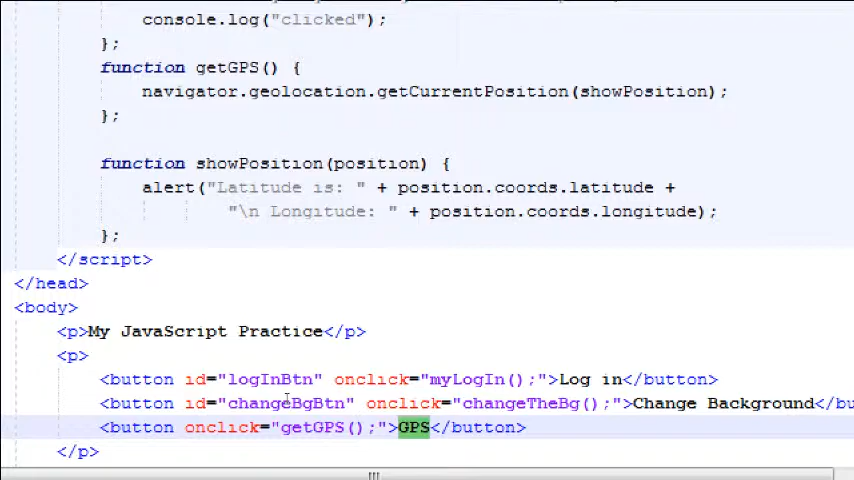 console.log("clicked");
};
function getGPS() {
navigator.geolocation.getCurrentPosition(showPosition);
};
function showPosition(position) {
alert("Latitude is: " + position.coords.latitude +
"\n Longitude: " + position.coords.longitude);
};
</script>
</head>
<body>
<p>My JavaScript Practice</p>
<p>
<button id="logInBtn" onclick="myLogIn();">Log in</button>
<button id="changeBgBtn" onclick="changeTheBg();">Change Background</bu
<button onclick="getGPS();">GPS</button>
</p>